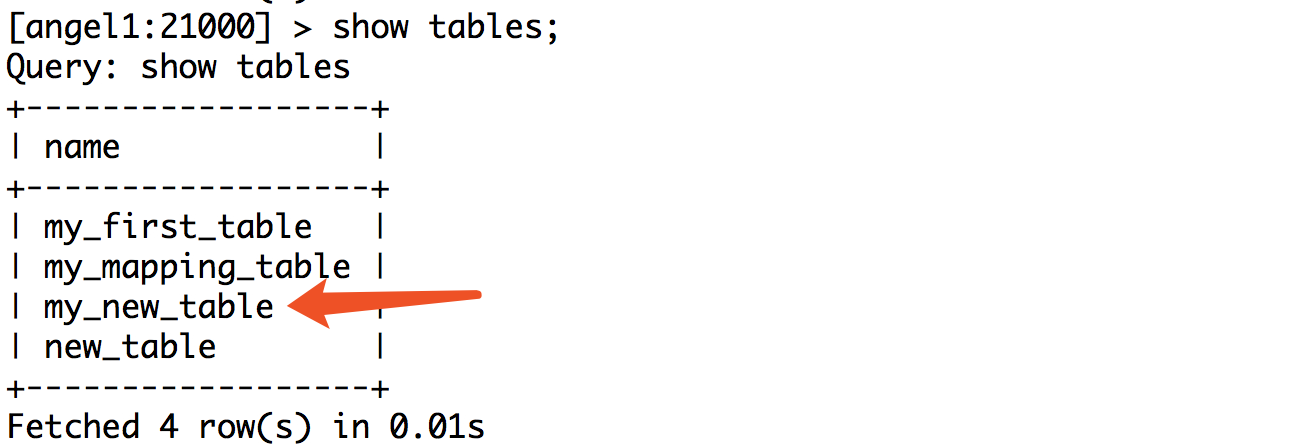 [angel1:21000] > show tables;
Query: show tables
+------------------+
| name             |
+------------------+
| my_first_table   |
| my_mapping_table |
| my_new_table     |
| new_table        |
+------------------+
Fetched 4 row(s) in 0.01s